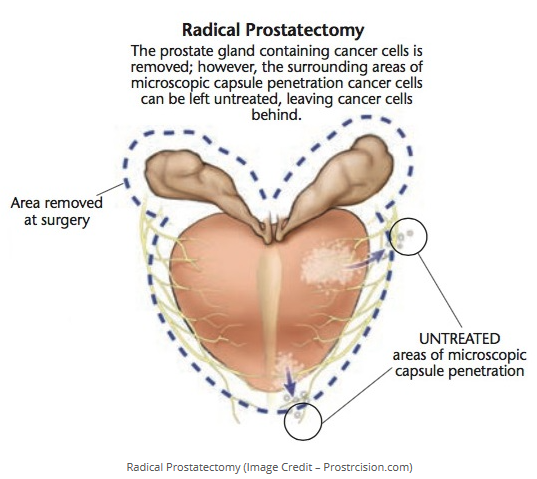 Radical Prostatectomy
The prostate gland containing cancer cells is
removed; however, the surrounding areas of
microscopic capsule penetration cancer cells
can be left untreated, leaving cancer cells
behind.
Area removed
at surgery
UNTREATED
areas of microscopic
capsule penetration
Radical Prostatectomy (Image Credit – Prostrcision.com)